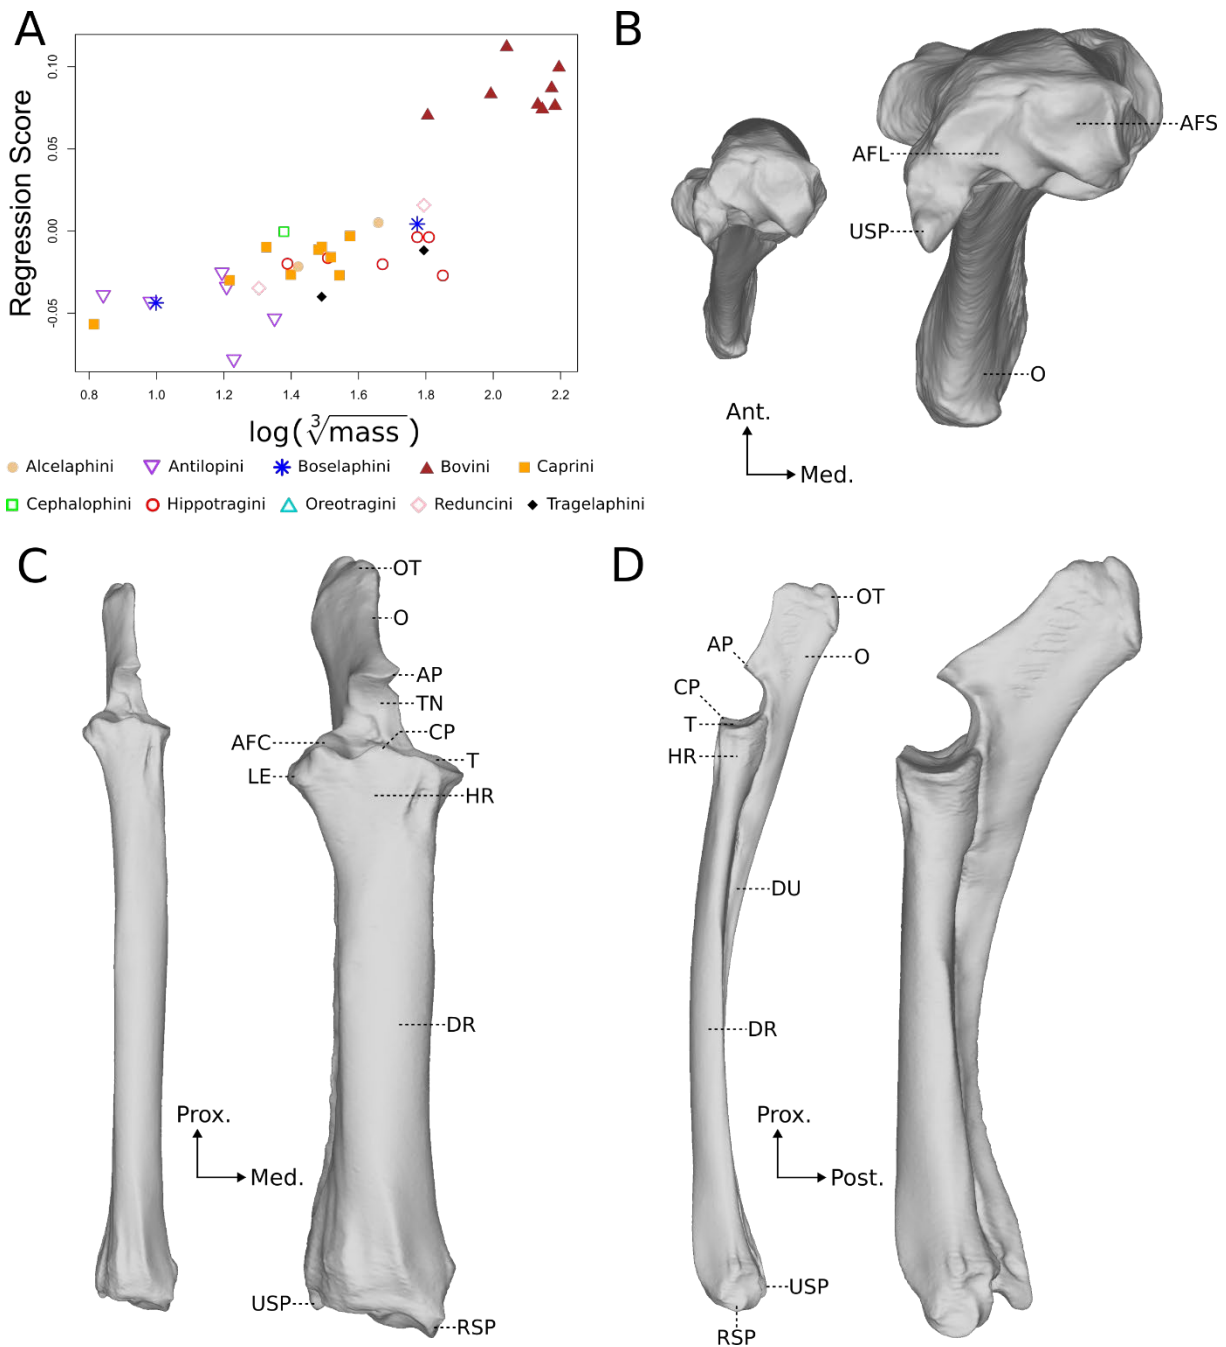 A
B
Regression Score
0.10
0.05
0.00
-0.05
0.8 1.0 1.2 1.4 1.6 1.8 2.0 2.2
log(∛mass)
Alcelaphini Antilopini Boselaphini Bovini Caprini
Cephalophini Hippotragini Oreotragini Reduncini Tragelaphini
AFS
AFL
USP
O
Ant.
Med.
C
D
OT
O
AP
TN
CP
AFC
T
LE
HR
DR
Prox.
Med.
USP
RSP
OT
AP
O
CP
T
HR
DU
DR
Prox.
Post.
USP
RSP